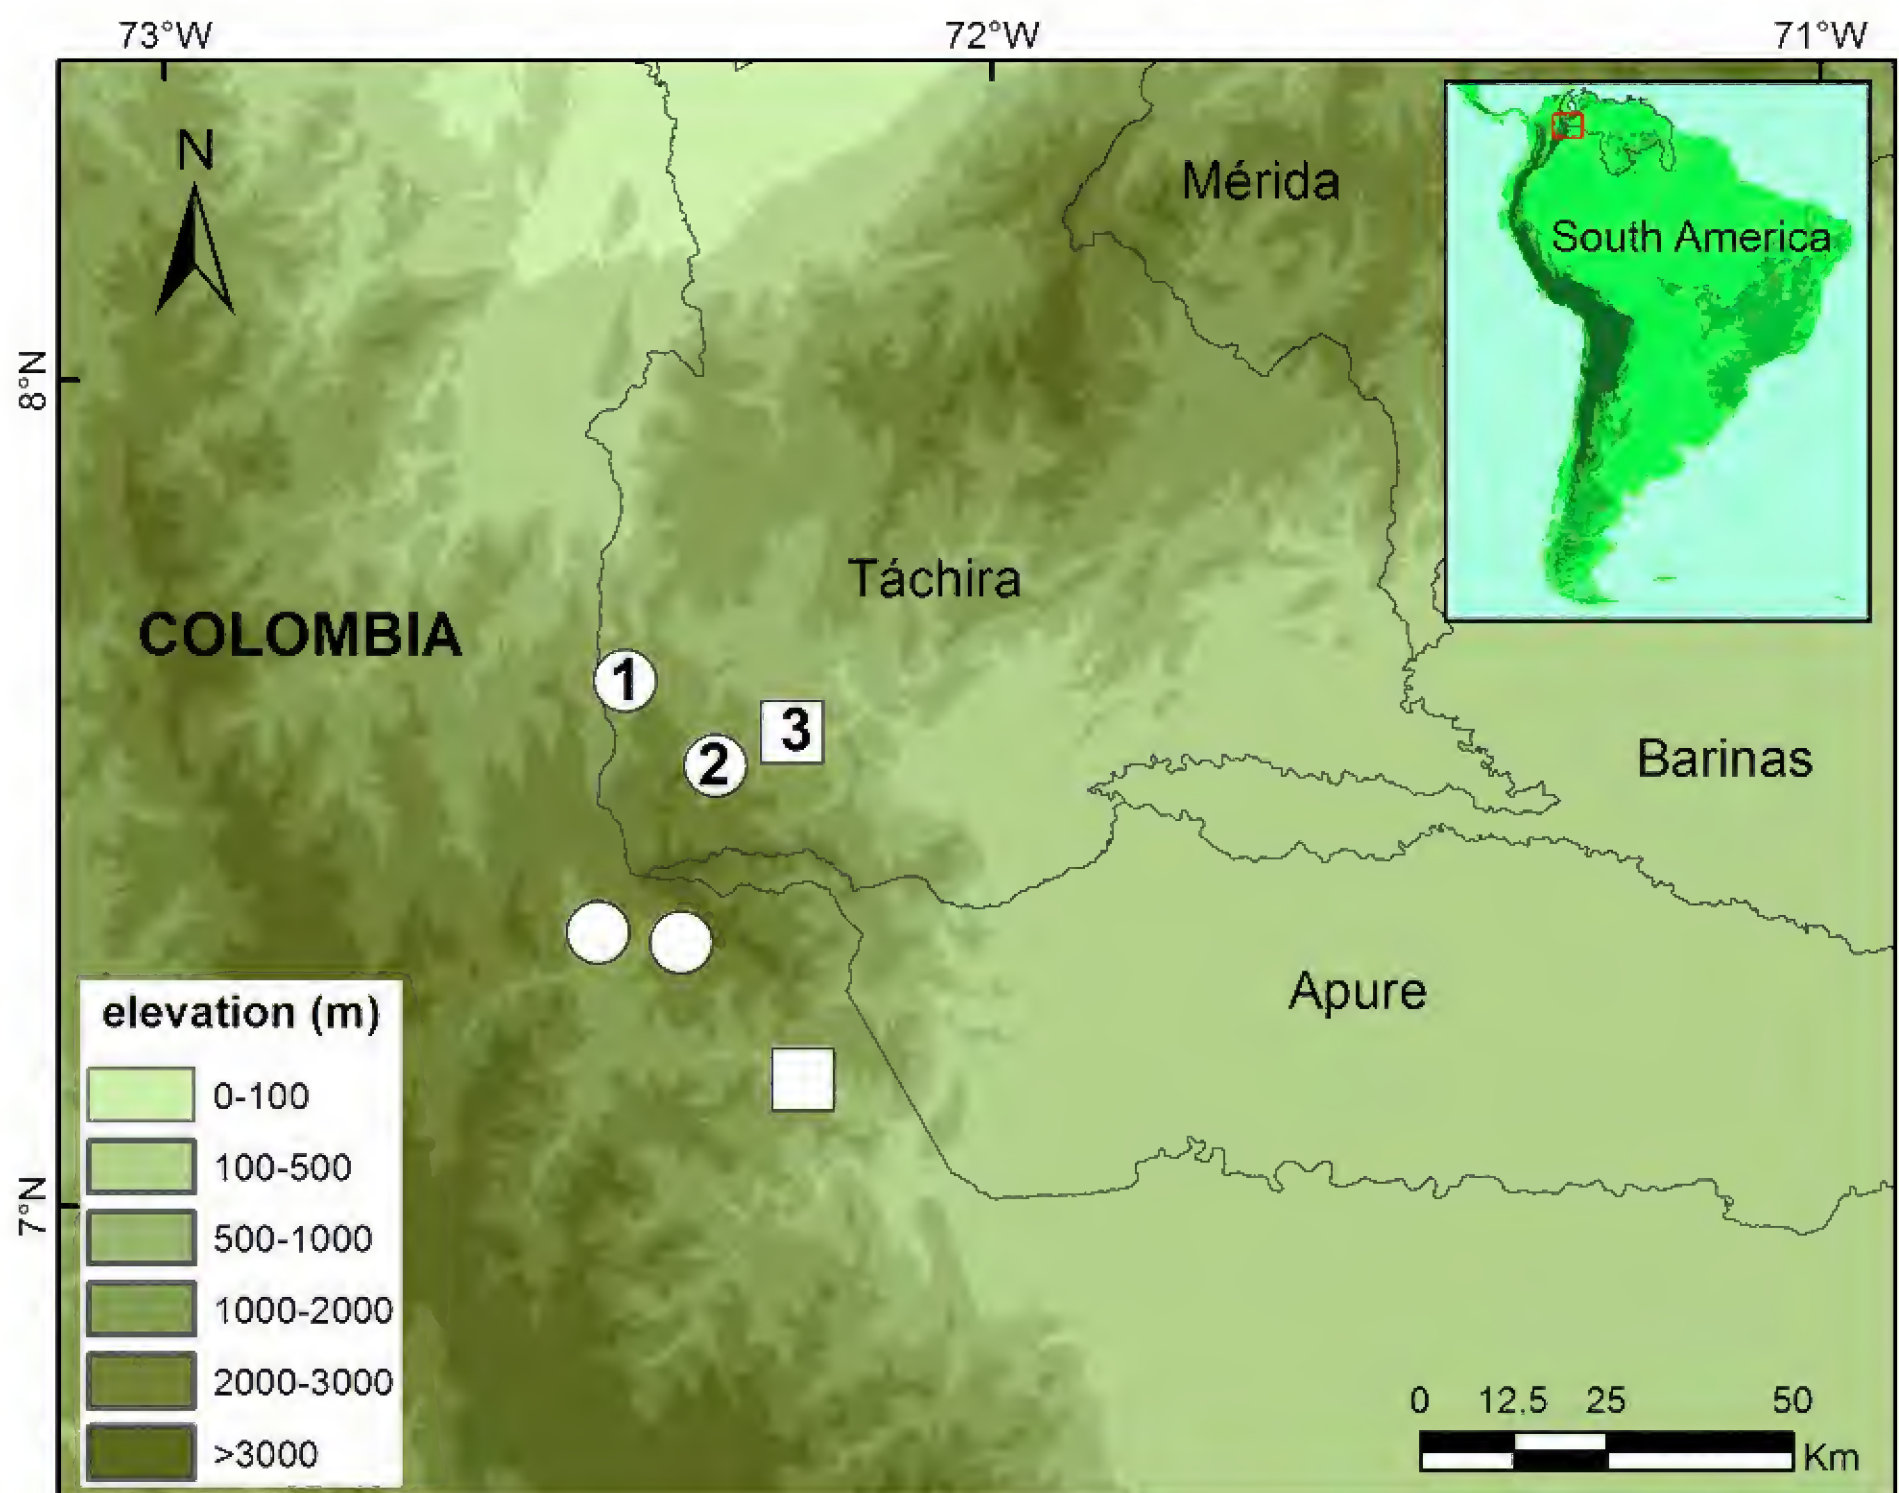 73°W 72°W 71°W
N
Mérida
South America
8°N
Táchira
COLOMBIA
1
3
2
Barinas
Apure
elevation (m)
0-100
100-500
500-1000
1000-2000
2000-3000
>3000
7°N
0 12.5 25 50
Km